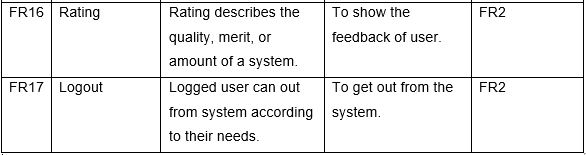 FR16 Rating Rating describes the To show the FR2
quality, merit, or feedback of user.
amount of a system.
FR17 Logout Logged user can out To get out from the FR2
from system according system.
to their needs.